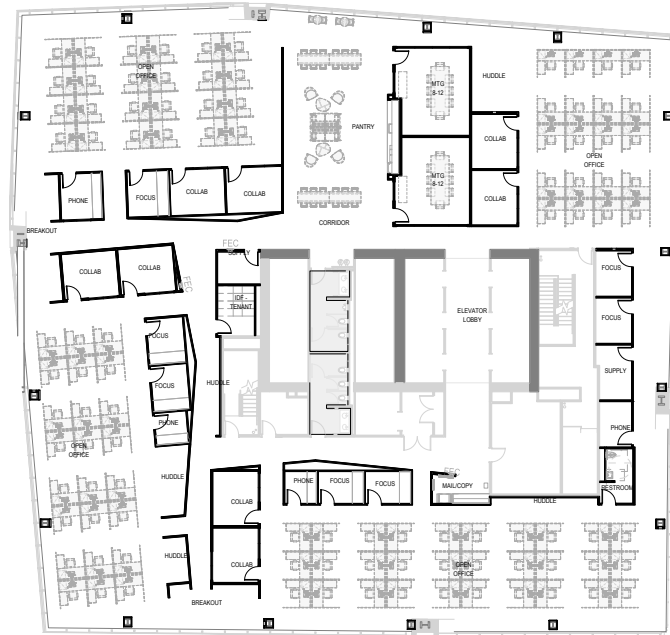 OPEN
OFFICE
MTG
8-12
HUDDLE
PANTRY
COLLAB
OPEN
OFFICE
MTG
8-12
PHONE
FOCUS
COLLAB
COLLAB
COLLAB
CORRIDOR
BREAKOUT
FEC
SUPPLY
COLLAB
COLLAB
FEC
FOCUS
IDF -
TENANT
ELEVATOR
LOBBY
FOCUS
FOCUS
FOCUS
HUDDLE
SUPPLY
PHONE
PHONE
OPEN
OFFICE
HUDDLE
FEC
PHONE
FOCUS
FOCUS
MAIL/COPY
RESTROOM
COLLAB
HUDDLE
HUDDLE
COLLAB
OPEN
OFFICE
BREAKOUT